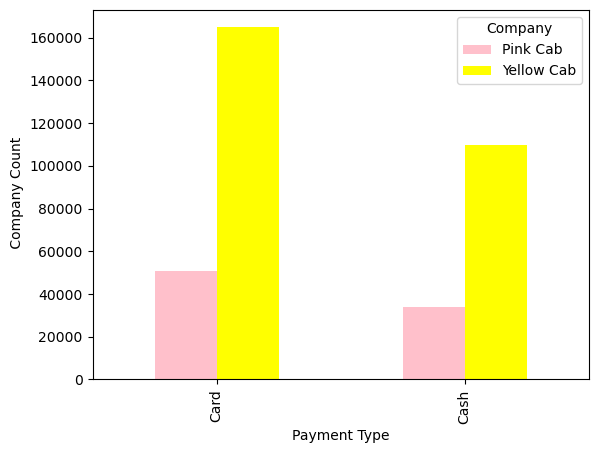 Company
Pink Cab
Yellow Cab
160000
140000
120000
100000
80000
60000
40000
20000
0
Company Count
Card
Cash
Payment Type